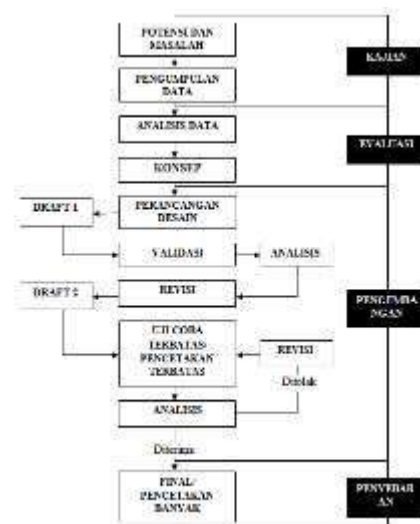 POTENSI DAN
MASALAH
KAJIAN
PENGUMPULAN
DATA
ANALISIS DATA
EVALUASI
KONSEP
DRAFT 1
PERANCANGAN
DESAIN
VALIDASI
ANALISIS
DRAFT 2
REVISI
PENGEMBA
NGAN
UJI COBA
TERBATAS/
PENCETAKAN
TERBATAS
REVISI
Ditolak
ANALISIS
Diterima
FINAL/
PENCETAKAN
BANYAK
PENYEBAR
AN